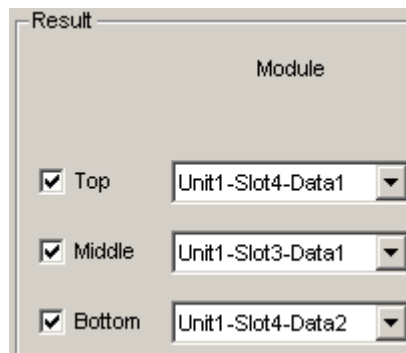 Result
Module
Top Unit1-Slot4-Data1
Middle Unit1-Slot3-Data1
Bottom Unit1-Slot4-Data2